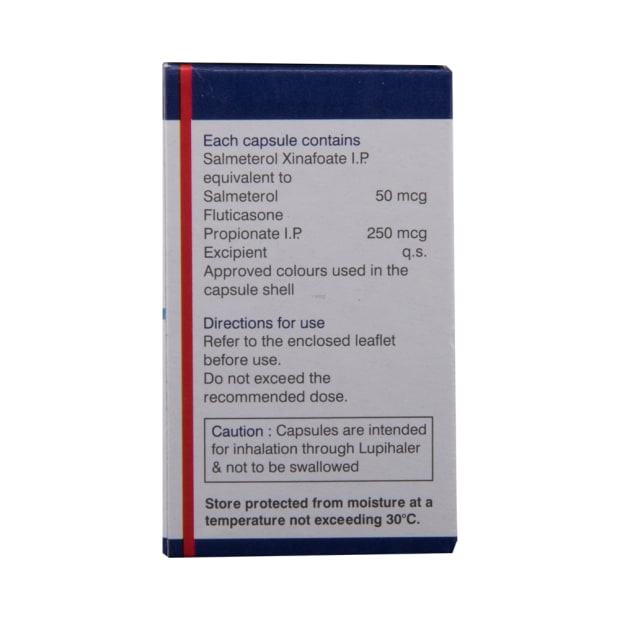 Each capsule contains
Salmeterol Xinafoate I.P.
equivalent to
Salmeterol 50 mcg
Fluticasone
Propionate I.P. 250 mcg
Excipient q.s.
Approved colours used in the
capsule shell
Directions for use
Refer to the enclosed leaflet
before use.
Do not exceed the
recommended dose.
Caution : Capsules are intended
for inhalation through Lupihaler
& not to be swallowed
Store protected from moisture at a
temperature not exceeding 30°C.